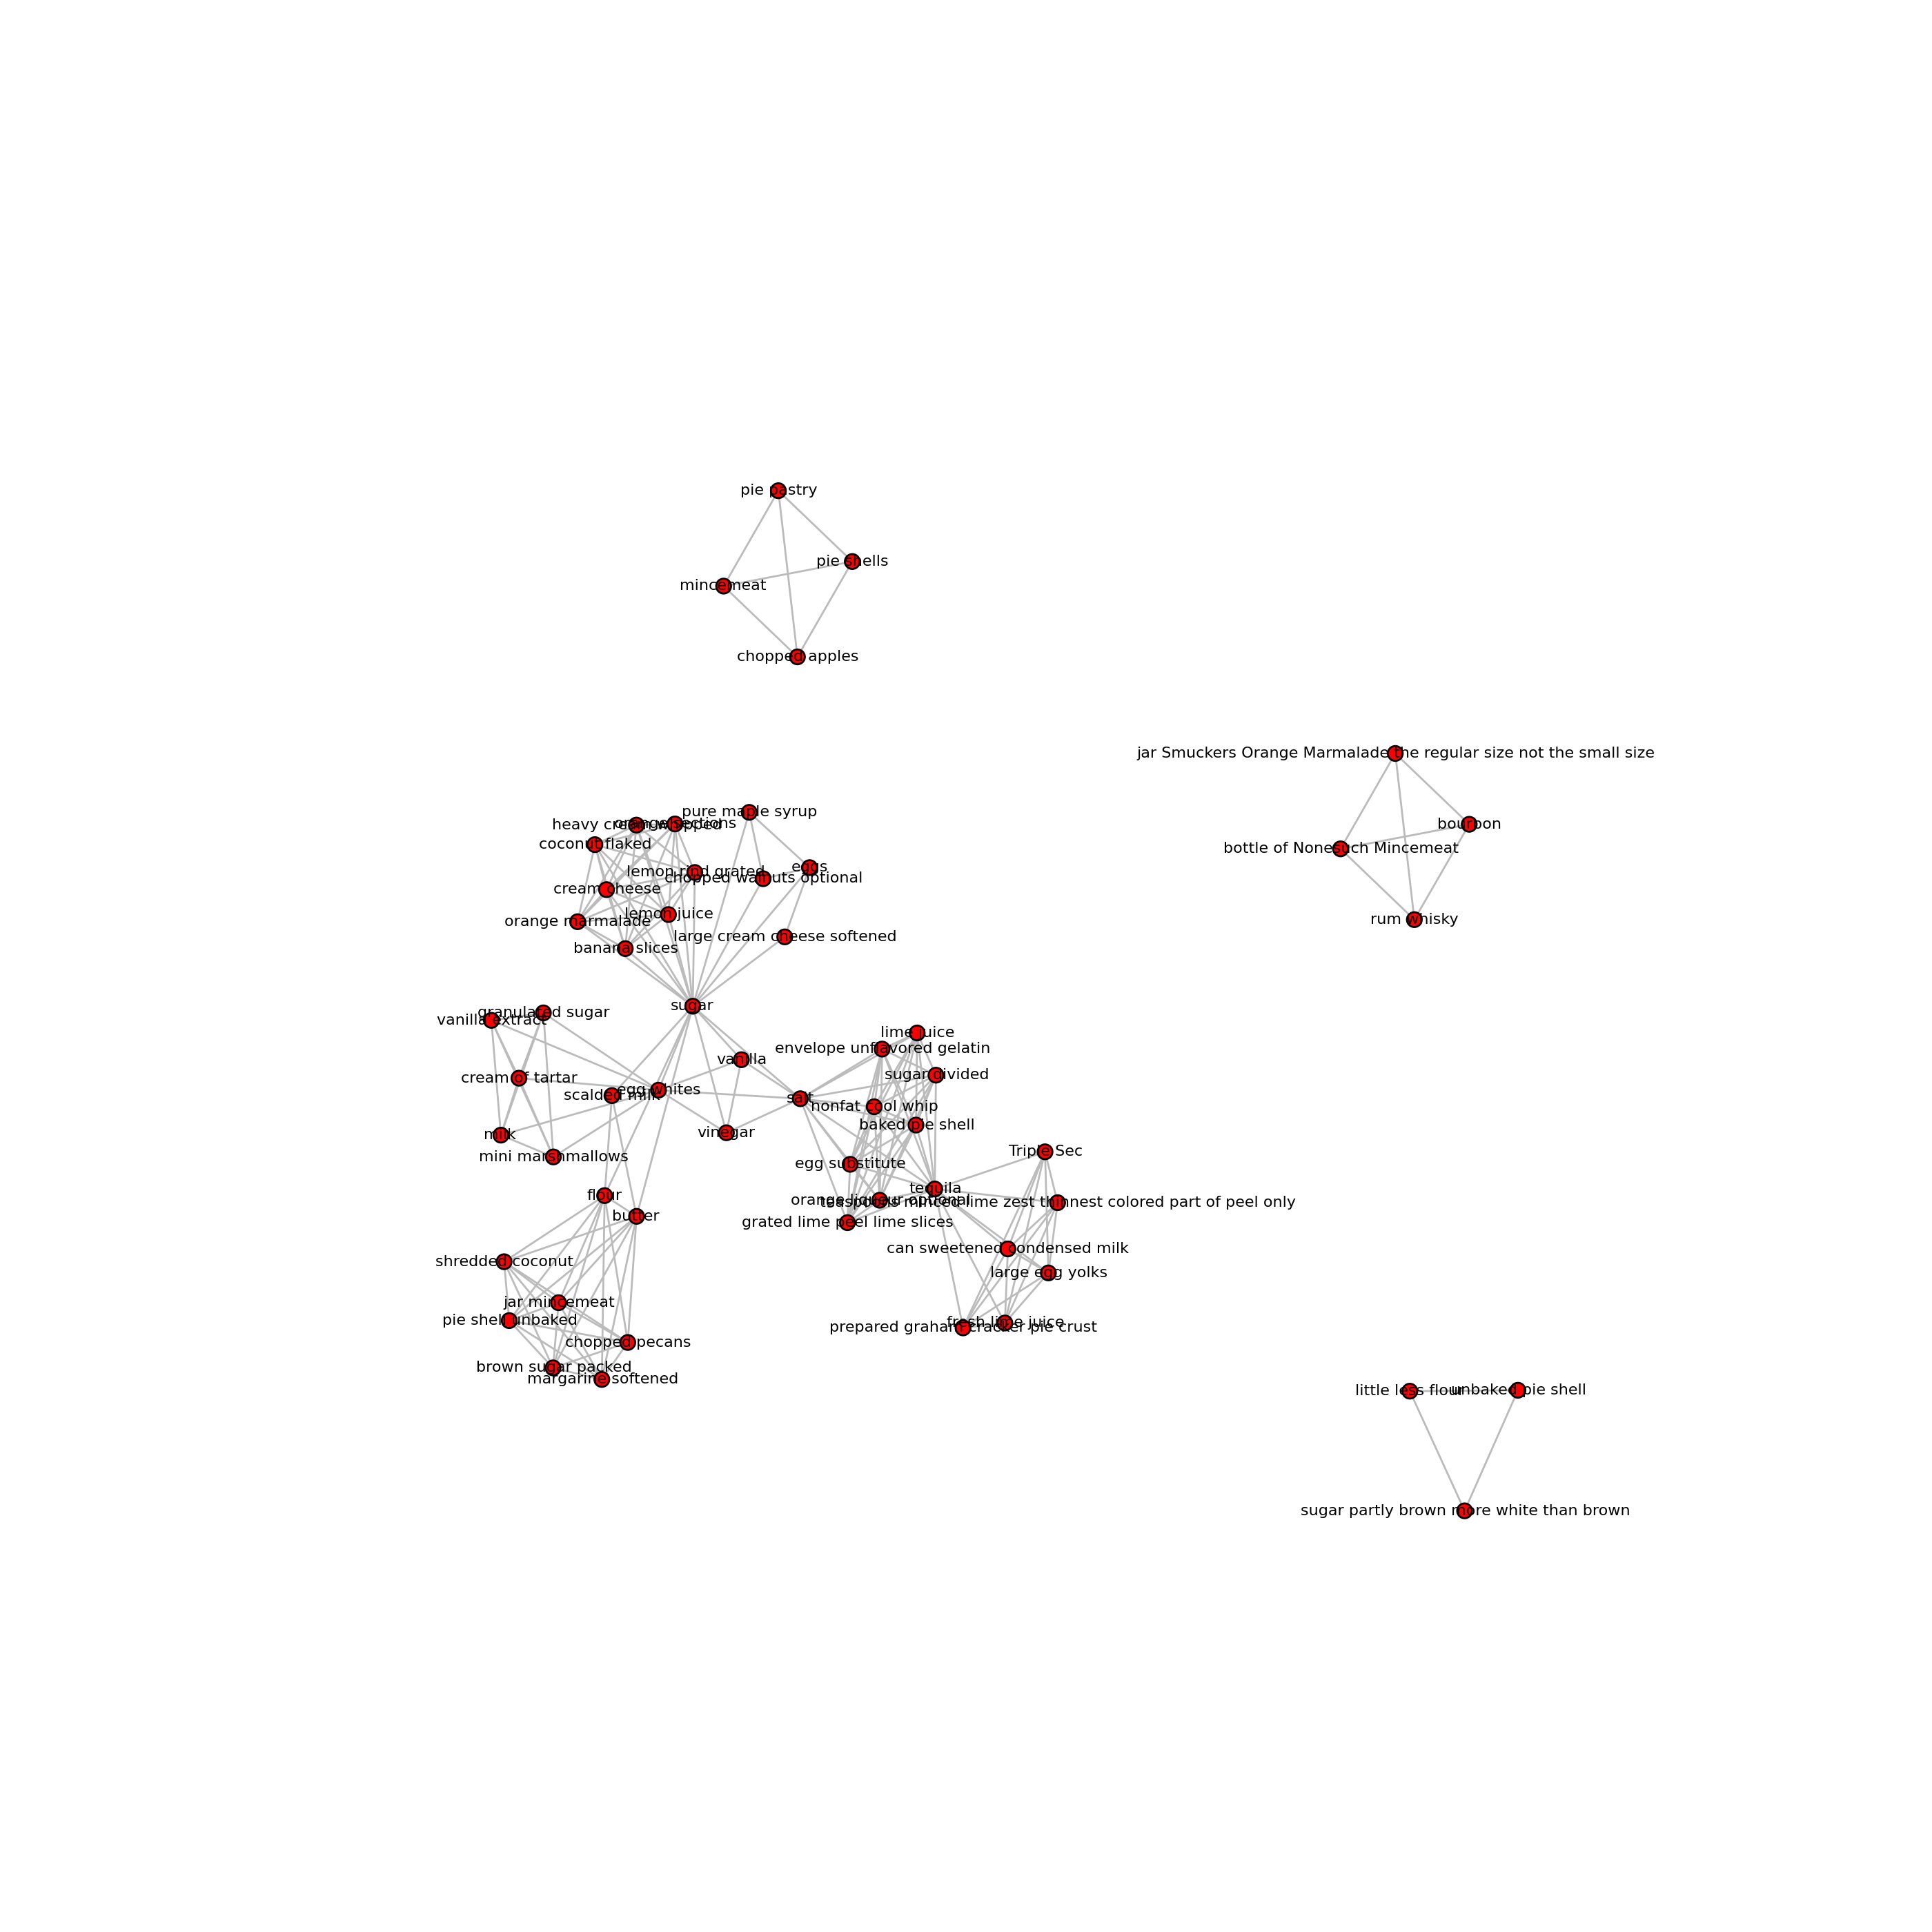 pie pastry
pie shells
mincemeat
chopped apples
jar Smuckers Orange Marmalade the regular size not the small size
bourbon
bottle of Nonesuch Mincemeat
rum whisky
pure maple syrup
heavy cream whipped
orange sections
coconut flaked
eggs
lemon rind grated
chopped walnuts optional
cream cheese
lemon juice
orange marmalade
large cream cheese softened
banana slices
sugar
granulated sugar
vanilla extract
lime juice
envelope unflavored gelatin
vanilla
sugar divided
cream of tartar
egg whites
scalded milk
salt
nonfat cool whip
baked pie shell
vinegar
milk
mini marshmallows
Triple Sec
egg substitute
tequila
flour
orange liqueur optional
teaspoons minced lime zest thinnest colored part of peel only
butter
grated lime peel lime slices
can sweetened condensed milk
shredded coconut
large egg yolks
jar mincemeat
pie shell unbaked
fresh lime juice
prepared graham cracker pie crust
chopped pecans
brown sugar packed
margarine softened
little less flour
unbaked pie shell
sugar partly brown more white than brown